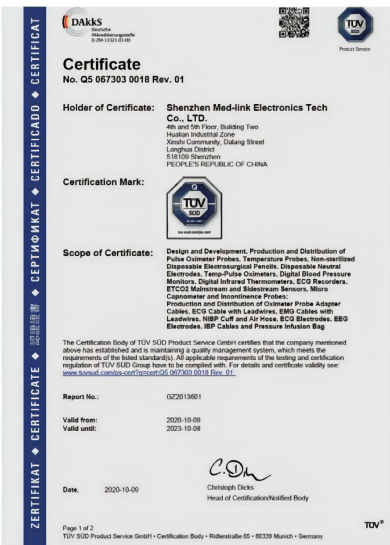 DAkkS
Deutsche
Akkreditierungsstelle
D-ZM-11321-01-00
TÜV
SÜD
Product Service
Certificate
No. Q5 067303 0018 Rev. 01
Holder of Certificate:
Shenzhen Med-link Electronics Tech
Co., LTD.
4th and 5th Floor, Building Two
Hualian Industrial Zone
Xinshi Community, Dalang Street
Longhua District
518109 Shenzhen
PEOPLE'S REPUBLIC OF CHINA
Certification Mark:
TÜV
SÜD
Scope of Certificate:
Design and Development, Production and Distribution of
Pulse Oximeter Probes, Temperature Probes, Non-sterilized
Disposable Electrosurgical Pencils, Disposable Neutral
Electrodes, Temp-Pulse Oximeters, Digital Blood Pressure
Monitors, Digital Infrared Thermometers, ECG Recorders,
ETCO2 Mainstream and Sidestream Sensors, Micro
Capnometer and Incontinence Probes;
Production and Distribution of Oximeter Probe Adapter
Cables, ECG Cable with Leadwires, EMG Cables with
Leadwires, NIBP Cuff and Air Hose, ECG Electrodes, EEG
Electrodes, IBP Cables and Pressure Infusion Bag
The Certification Body of TÜV SÜD Product Service GmbH certifies that the company mentioned
above has established and is maintaining a quality management system, which meets the
requirements of the listed standard(s). All applicable requirements of the testing and certification
regulation of TÜV SÜD Group have to be complied with. For details and certificate validity see:
www.tuvsud.com/ps-cert?q=cert:Q5 067303 0018 Rev. 01
Report No.: GZ2013601
Valid from: 2020-10-09
Valid until: 2023-10-08
Date, 2020-10-09
Christoph Dicks
Head of Certification/Notified Body
Page 1 of 2
TÜV SÜD Product Service GmbH • Certification Body • Ridlerstraße 65 • 80339 Munich • Germany
TÜV®
ZERTIFIKAT ◆ CERTIFICATE ◆ 認證證書 ◆ СЕРТИФИКАТ ◆ CERTIFICADO ◆ CERTIFICAT